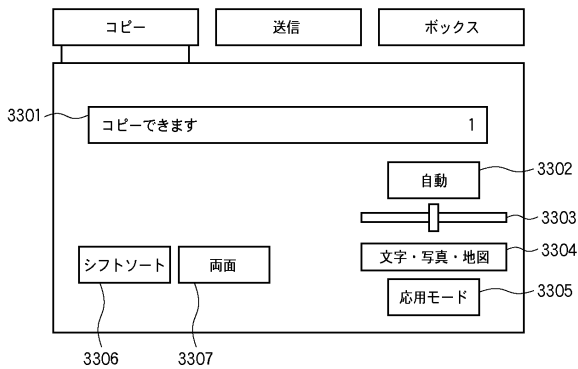 コピー
送信
ボックス
3301
コピーできます 1
自動
3302
3303
文字・写真・地図
3304
応用モード
3305
シフトソート
両面
3306
3307